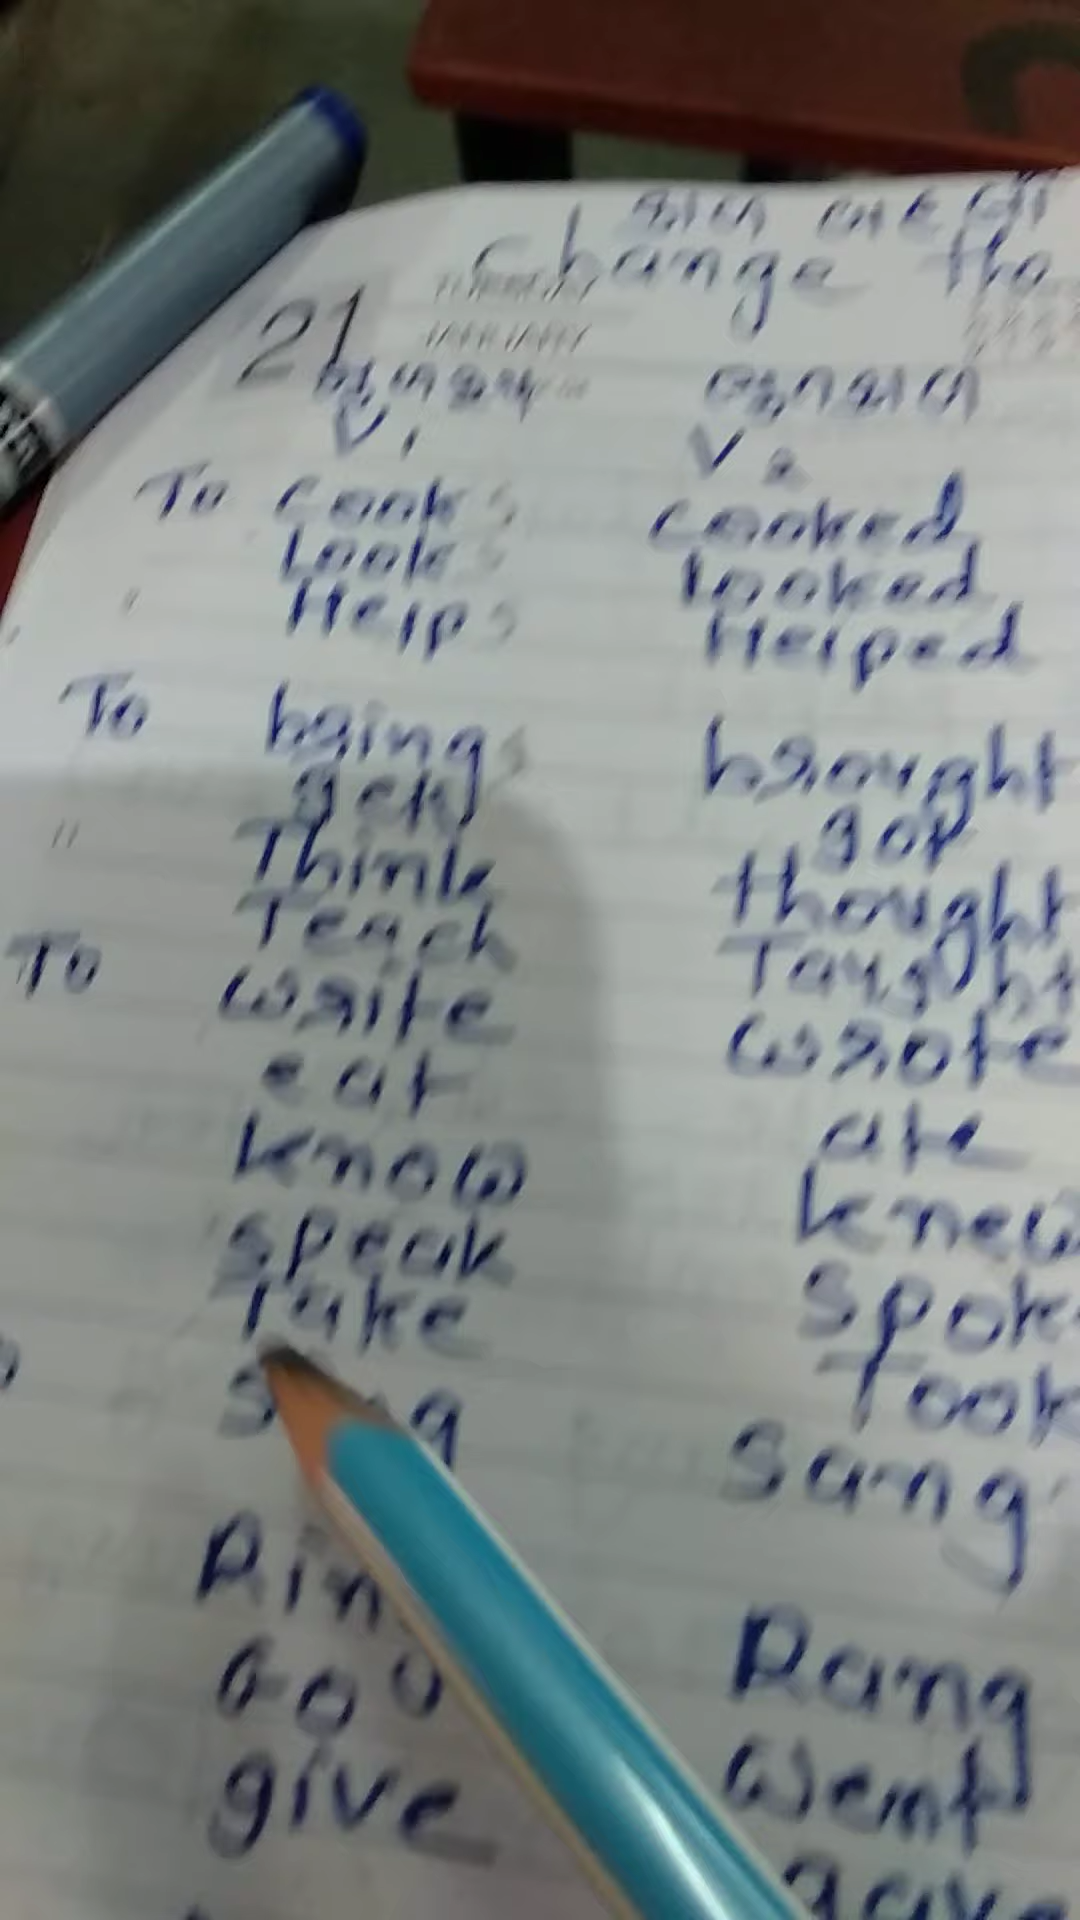 Change the
21
V1 V2
To Cook cooked
Look Looked
Help Helped
To bring brought
get got
" Think thought
Teach Taught
To write wrote
eat ate
know knew
speak
Take Took
Sang
Rang
Go Went
give gave